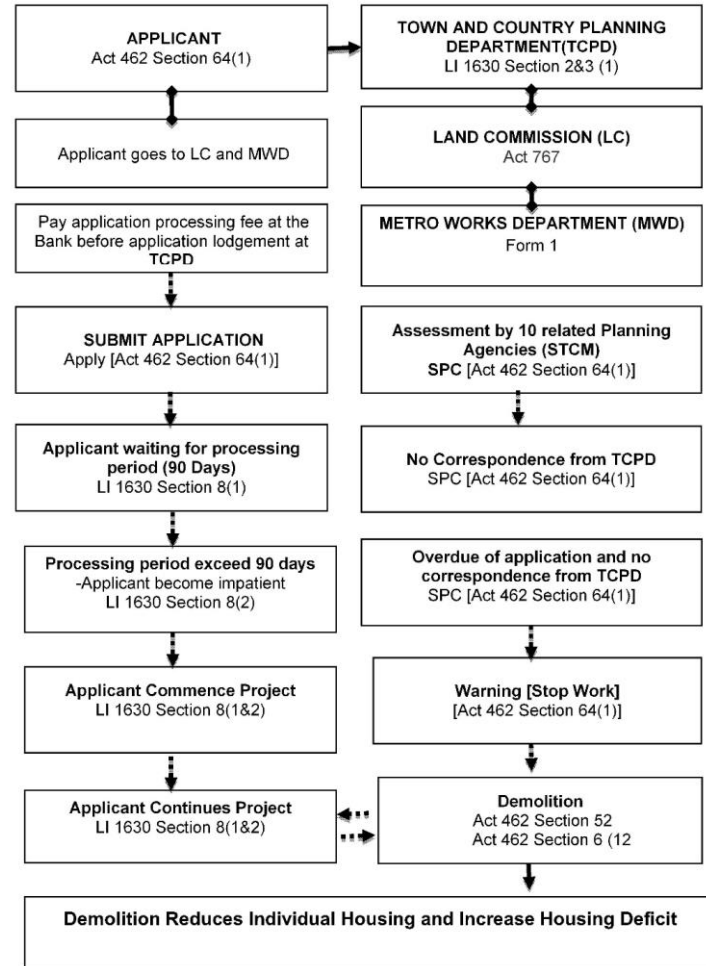 APPLICANT
Act 462 Section 64(1)
TOWN AND COUNTRY PLANNING
DEPARTMENT(TCPD)
LI 1630 Section 2&3 (1)
Applicant goes to LC and MWD
LAND COMMISSION (LC)
Act 767
Pay application processing fee at the
Bank before application lodgement at
TCPD
METRO WORKS DEPARTMENT (MWD)
Form 1
SUBMIT APPLICATION
Apply [Act 462 Section 64(1)]
Assessment by 10 related Planning
Agencies (STCM)
SPC [Act 462 Section 64(1)]
Applicant waiting for processing
period (90 Days)
LI 1630 Section 8(1)
No Correspondence from TCPD
SPC [Act 462 Section 64(1)]
Processing period exceed 90 days
-Applicant become impatient
LI 1630 Section 8(2)
Overdue of application and no
correspondence from TCPD
SPC [Act 462 Section 64(1)]
Applicant Commence Project
LI 1630 Section 8(1&2)
Warning [Stop Work]
[Act 462 Section 64(1)]
Applicant Continues Project
LI 1630 Section 8(1&2)
Demolition
Act 462 Section 52
Act 462 Section 6 (12
Demolition Reduces Individual Housing and Increase Housing Deficit